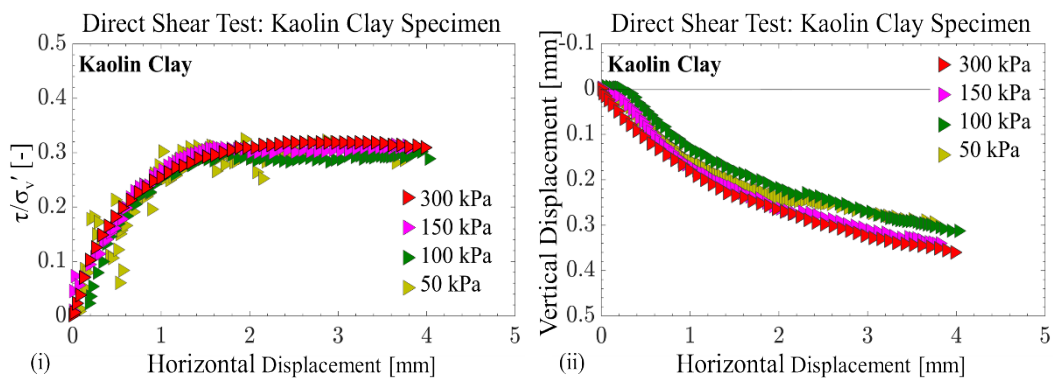 Direct Shear Test: Kaolin Clay Specimen
0.5
0.4
0.3
0.2
0.1
0
τ/σv′ [-]
Kaolin Clay
300 kPa
150 kPa
100 kPa
50 kPa
0 1 2 3 4 5
(i)
Horizontal Displacement [mm]
Direct Shear Test: Kaolin Clay Specimen
-0.1
0
0.1
0.2
0.3
0.4
0.5
Vertical Displacement [mm]
Kaolin Clay
300 kPa
150 kPa
100 kPa
50 kPa
0 1 2 3 4 5
(ii)
Horizontal Displacement [mm]